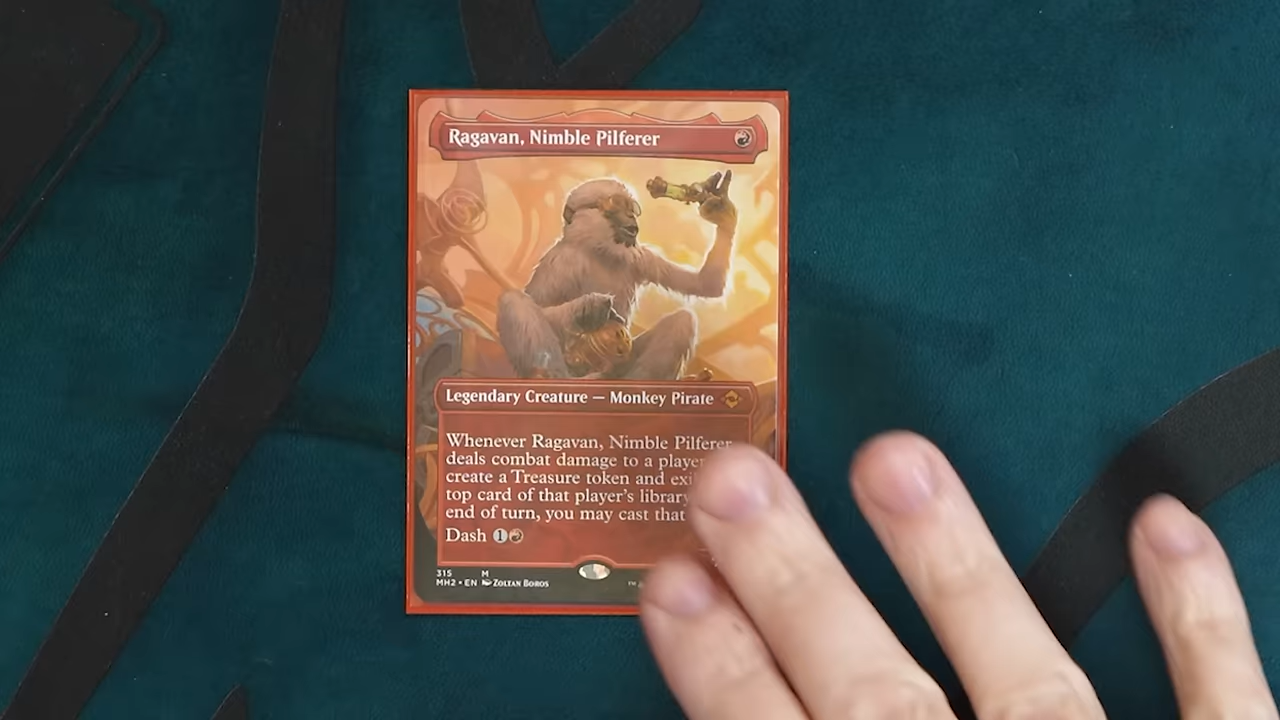 Ragavan, Nimble Pilferer
Legendary Creature — Monkey Pirate
Whenever Ragavan, Nimble Pilferer
deals combat damage to a player
create a Treasure token and
top card of that player's library
end of turn, you may cast that
Dash 1
315 M
MH2 • EN ZOLTAN BOROS